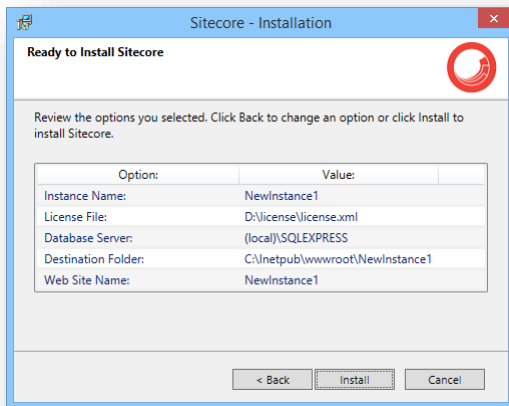 Sitecore - Installation
Ready to Install Sitecore
Review the options you selected. Click Back to change an option or click Install to
install Sitecore.
Option: Value:
Instance Name: NewInstance1
License File: D:\license\license.xml
Database Server: (local)\SQLEXPRESS
Destination Folder: C:\Inetpub\wwwroot\NewInstance1
Web Site Name: NewInstance1
< Back Install Cancel